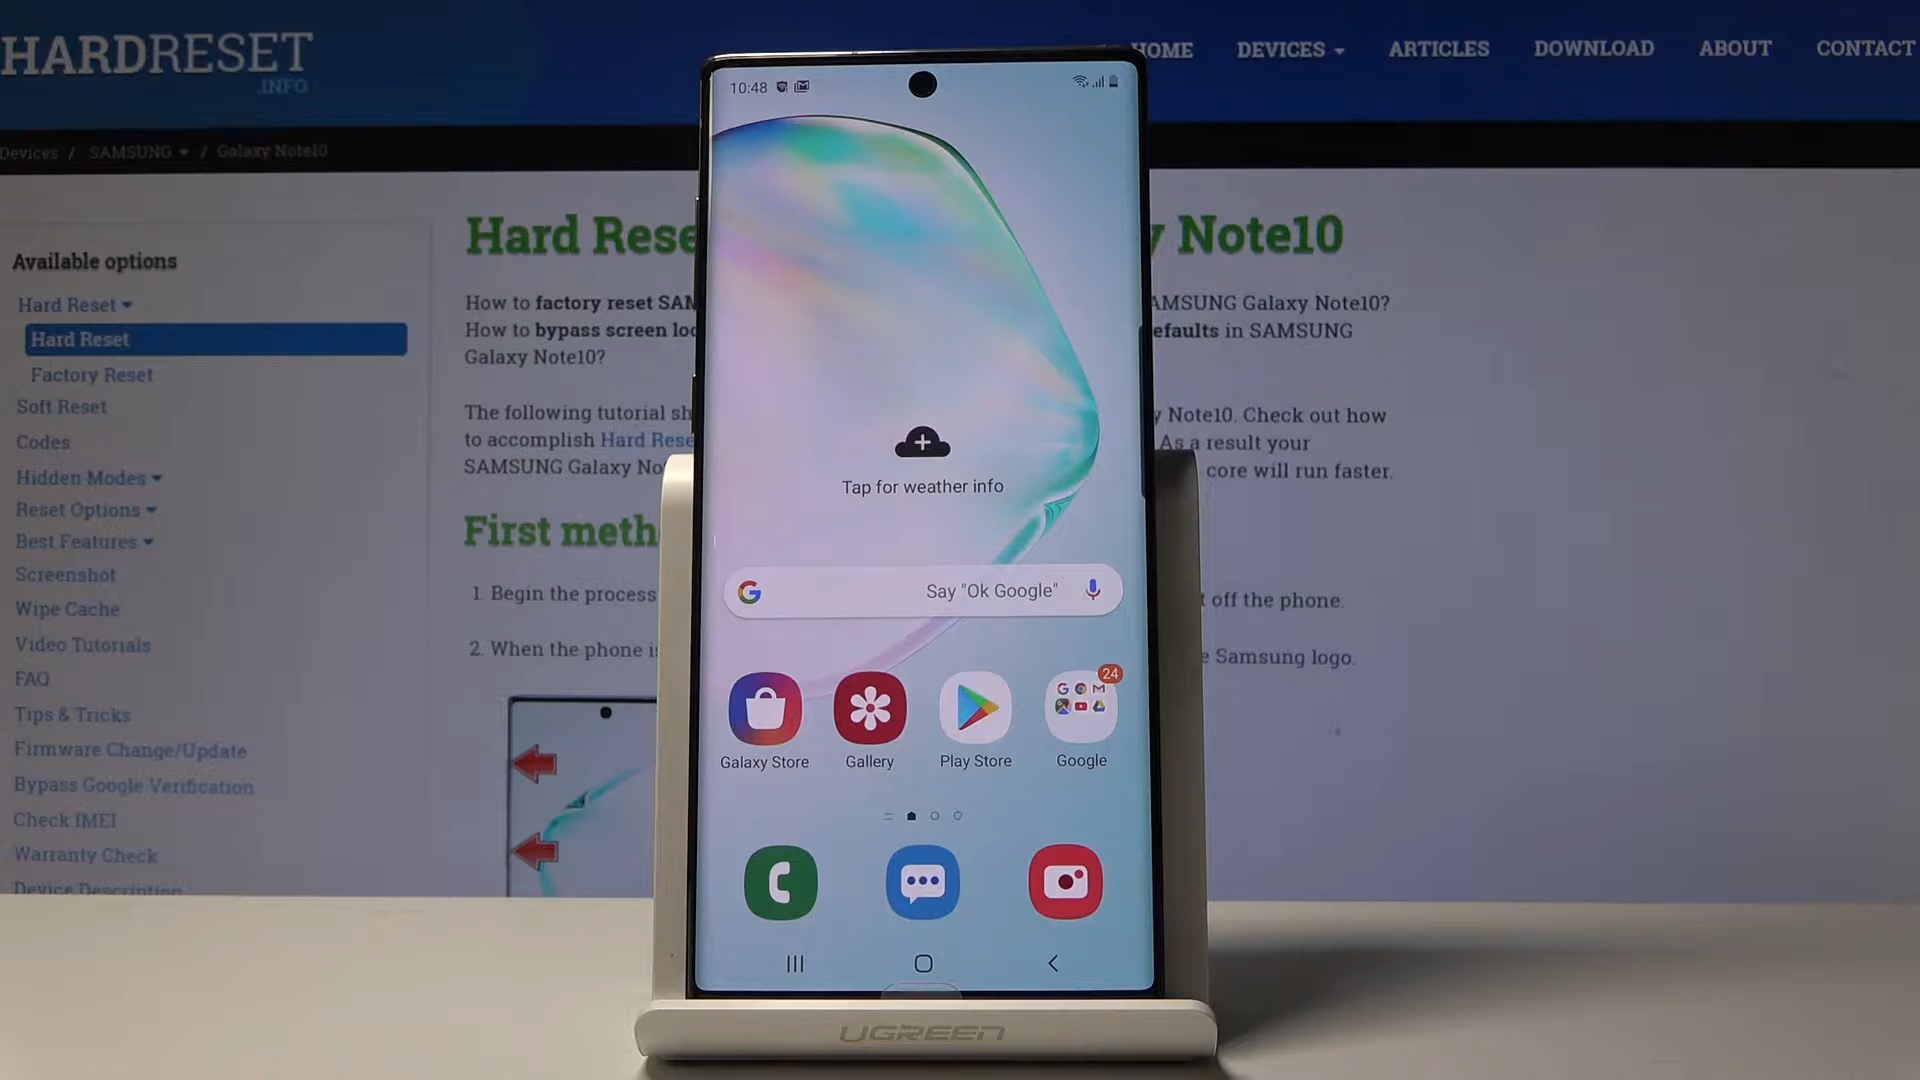 HARDRESET
.INFO
HOME DEVICES ARTICLES DOWNLOAD ABOUT CONTACT
Devices / SAMSUNG / Galaxy Note10
Available options
Hard Reset
Hard Reset
Factory Reset
Soft Reset
Codes
Hidden Modes
Reset Options
Best Features
Screenshot
Wipe Cache
Video Tutorials
FAQ
Tips & Tricks
Firmware Change/Update
Bypass Google Verification
Check IMEI
Warranty Check
Device Description
Hard Rese y Note10
How to factory reset SAM AMSUNG Galaxy Note10?
How to bypass screen loc efaults in SAMSUNG
Galaxy Note10?
The following tutorial sh y Note10. Check out how
to accomplish Hard Rese As a result your
SAMSUNG Galaxy No core will run faster.
First meth
1. Begin the process t off the phone.
2. When the phone is e Samsung logo.
10:48
Tap for weather info
G Say "Ok Google"
24
Galaxy Store Gallery Play Store Google
UGREEN